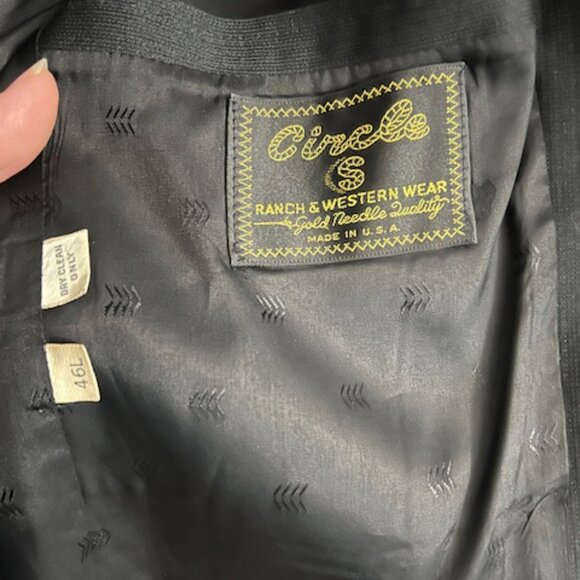 Circle
S
RANCH & WESTERN WEAR
Gold Needle Quality
MADE IN U.S.A.
DRY CLEAN
ONLY
46L